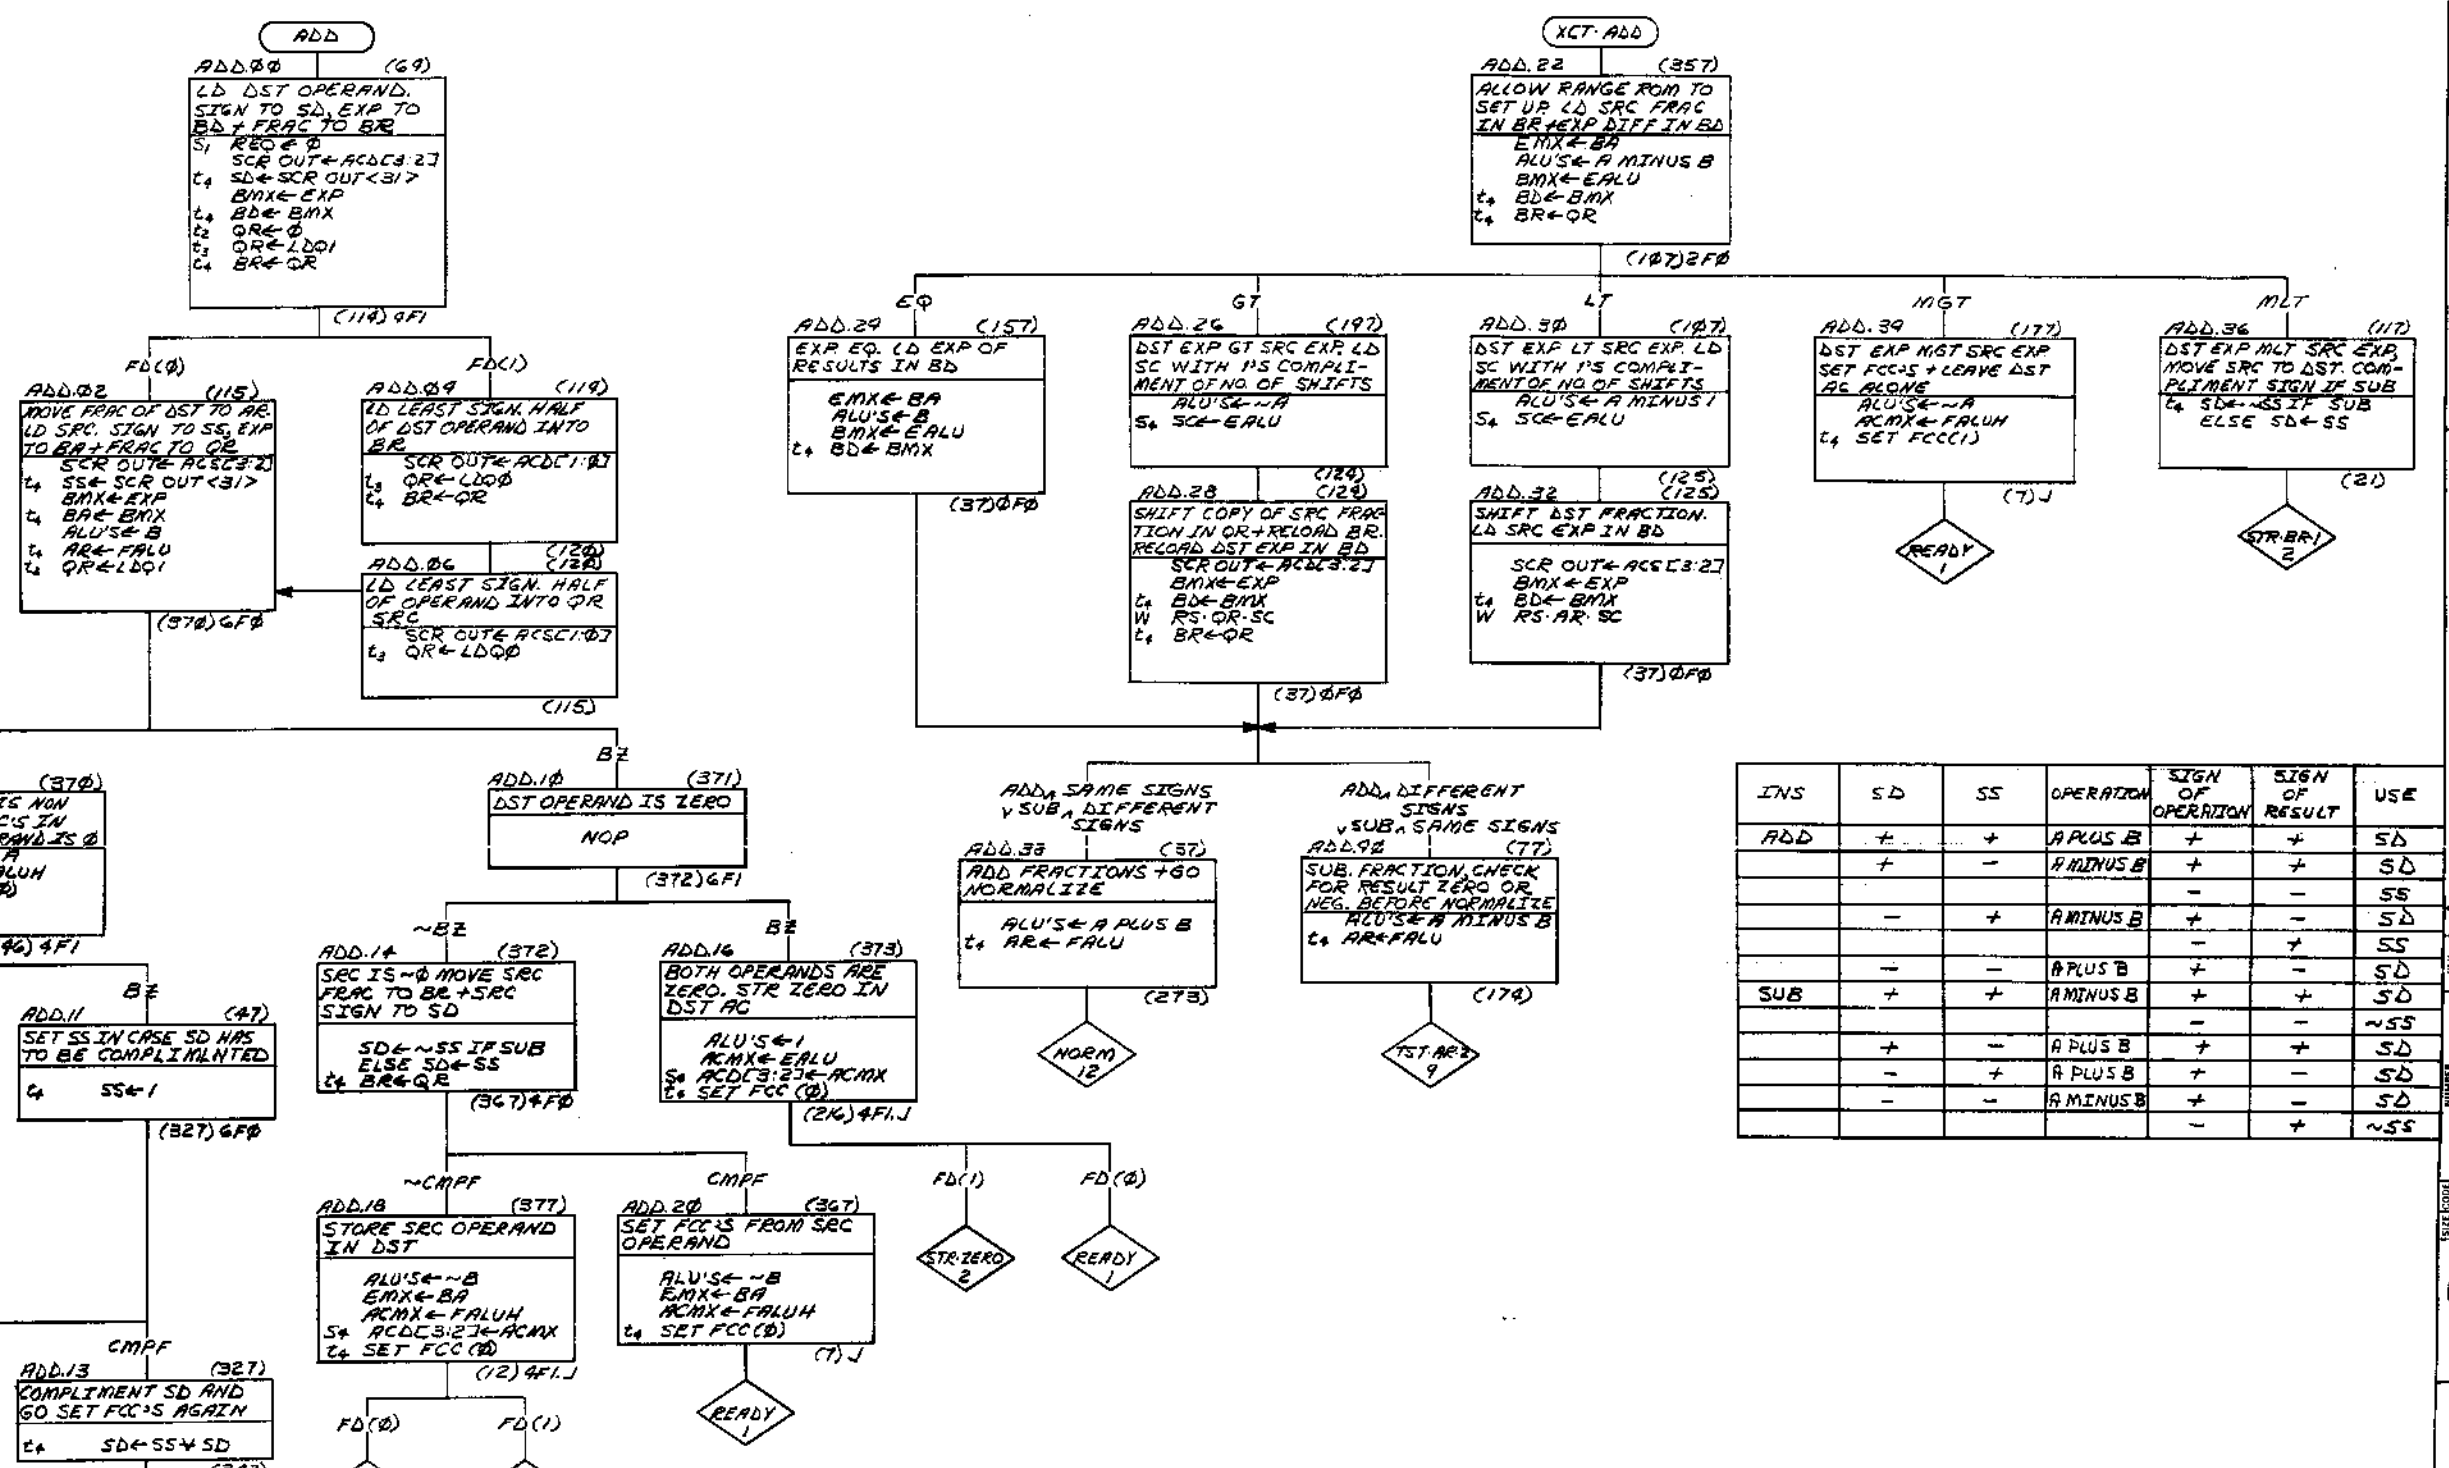 ADD
ADD.00 (64)
LD DST OPERAND.
SIGN TO SD, EXP TO
BD + FRAC TO BR
S1 REQ ← 0
SCR OUT ← ACD[3:2]
t4 SD ← SCR OUT <31>
BMX ← EXP
t4 BD ← BMX
t2 QR ← 0
t3 QR ← LDQ1
t4 BR ← QR
(114) 4F1
FD(0)
ADD.02 (115)
MOVE FRAC OF DST TO AR.
LD SRC. SIGN TO SS, EXP
TO BA + FRAC TO QR
SCR OUT ← ACS[3:2]
t4 SS ← SCR OUT <31>
BMX ← EXP
t4 BA ← BMX
ALU'S ← B
t4 AR ← FALU
t3 QR ← LDQ1
(370) 6F0
FD(1)
ADD.04 (114)
LD LEAST SIGN. HALF
OF DST OPERAND INTO
BR
SCR OUT ← ACD[1:0]
t3 QR ← LDQ0
t4 BR ← QR
(120)
ADD.06 (120)
LD LEAST SIGN. HALF
OF OPERAND INTO QR
SRC
SCR OUT ← ACS[1:0]
t3 QR ← LDQ0
(115)
(370)
IS NON
C'S IN
RAND IS 0
A
ALUH
0)
46) 4F1
BZ
ADD.11 (47)
SET SS IN CASE SD HAS
TO BE COMPLIMENTED
t4 SS ← 1
(327) 6F0
CMPF
ADD.13 (327)
COMPLIMENT SD AND
GO SET FCC'S AGAIN
t4 SD ← SS ∀ SD
BZ
ADD.10 (371)
DST OPERAND IS ZERO
NOP
(372) 6F1
~BZ
ADD.14 (372)
SRC IS ~0 MOVE SRC
FRAC TO BR + SRC
SIGN TO SD
SD ← ~SS IF SUB
ELSE SD ← SS
t4 BR ← QR
(367) 4F0
BZ
ADD.16 (373)
BOTH OPERANDS ARE
ZERO. STR ZERO IN
DST AC
ALU'S ← 1
ACMX ← EALU
S4 ACD[3:2] ← ACMX
t4 SET FCC (0)
(216) 4F1.J
~CMPF
ADD.18 (377)
STORE SRC OPERAND
IN DST
ALU'S ← ~B
EMX ← BA
ACMX ← FALUH
S4 ACD[3:2] ← ACMX
t4 SET FCC (0)
(12) 4F1.J
FD(0) FD(1)
CMPF
ADD.20 (367)
SET FCC'S FROM SRC
OPERAND
ALU'S ← ~B
EMX ← BA
ACMX ← FALUH
t4 SET FCC(0)
(7) J
READY
1
FD(1)
STR·ZERO
2
FD(0)
READY
1
XCT·ADD
ADD.22 (357)
ALLOW RANGE ROM TO
SET UP. LD SRC FRAC
IN BR + EXP DIFF IN BD
EMX ← BA
ALU'S ← A MINUS B
BMX ← EALU
t4 BD ← BMX
t4 BR ← QR
(107) 2F0
EQ
ADD.24 (157)
EXP. EQ. LD EXP OF
RESULTS IN BD
EMX ← BA
ALU'S ← B
BMX ← EALU
t4 BD ← BMX
(37) 0F0
GT
ADD.26 (147)
DST EXP GT SRC EXP. LD
SC WITH 1'S COMPLI-
MENT OF NO. OF SHIFTS
ALU'S ← ~A
S4 SC ← EALU
(124)
ADD.28 (124)
SHIFT COPY OF SRC FRAC-
TION IN QR + RELOAD BR.
RELOAD DST EXP IN BD
SCR OUT ← ACD[3:2]
BMX ← EXP
t4 BD ← BMX
W RS·QR·SC
t4 BR ← QR
(37) 0F0
LT
ADD.30 (107)
DST EXP LT SRC EXP. LD
SC WITH 1'S COMPLI-
MENT OF NO. OF SHIFTS
ALU'S ← A MINUS 1
S4 SC ← EALU
(125)
ADD.32 (125)
SHIFT DST FRACTION.
LD SRC EXP IN BD
SCR OUT ← ACS[3:2]
BMX ← EXP
t4 BD ← BMX
W RS·AR·SC
(37) 0F0
MGT
ADD.34 (177)
DST EXP MGT SRC EXP
SET FCC'S + LEAVE DST
AC ALONE
ALU'S ← ~A
ACMX ← FALUH
t4 SET FCC(1)
(7) J
READY
1
MLT
ADD.36 (117)
DST EXP MLT SRC EXP,
MOVE SRC TO DST. COM-
PLIMENT SIGN IF SUB
t4 SD ← ~SS IF SUB
ELSE SD ← SS
(21)
STR·BR·1
2
ADD ∧ SAME SIGNS
∨ SUB ∧ DIFFERENT
SIGNS
ADD.38 (37)
ADD FRACTIONS + GO
NORMALIZE
ALU'S ← A PLUS B
t4 AR ← FALU
(273)
NORM
12
ADD ∧ DIFFERENT
SIGNS
∨ SUB ∧ SAME SIGNS
ADD.40 (77)
SUB. FRACTION, CHECK
FOR RESULT ZERO OR
NEG. BEFORE NORMALIZE
ALU'S ← A MINUS B
t4 AR ← FALU
(174)
TST·AR·2
9
INS SD SS OPERATION SIGN OF OPERATION SIGN OF RESULT USE
ADD + + A PLUS B + + SD
+ - A MINUS B + + SD
- - SS
- + A MINUS B + - SD
- + SS
- - A PLUS B + - SD
SUB + + A MINUS B + + SD
- - ~SS
+ - A PLUS B + + SD
- + A PLUS B + - SD
- - A MINUS B + - SD
- + ~SS
SIZE CODE
NUMBER